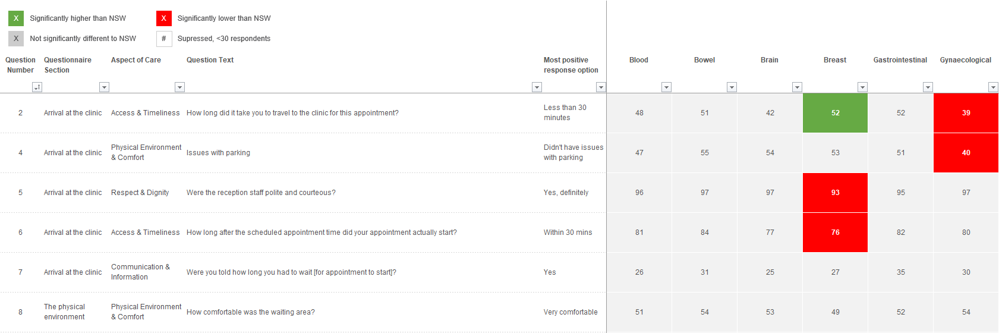 X Significantly higher than NSW X Significantly lower than NSW
X Not significantly different to NSW # Supressed, <30 respondents
Question Number Questionnaire Section Aspect of Care Question Text Most positive response option Blood Bowel Brain Breast Gastrointestinal Gynaecological
2 Arrival at the clinic Access & Timeliness How long did it take you to travel to the clinic for this appointment? Less than 30 minutes 48 51 42 52 52 39
4 Arrival at the clinic Physical Environment & Comfort Issues with parking Didn't have issues with parking 47 55 54 53 51 40
5 Arrival at the clinic Respect & Dignity Were the reception staff polite and courteous? Yes, definitely 96 97 97 93 95 97
6 Arrival at the clinic Access & Timeliness How long after the scheduled appointment time did your appointment actually start? Within 30 mins 81 84 77 76 82 80
7 Arrival at the clinic Communication & Information Were you told how long you had to wait [for appointment to start]? Yes 26 31 25 27 35 30
8 The physical environment Physical Environment & Comfort How comfortable was the waiting area? Very comfortable 51 54 53 49 52 54